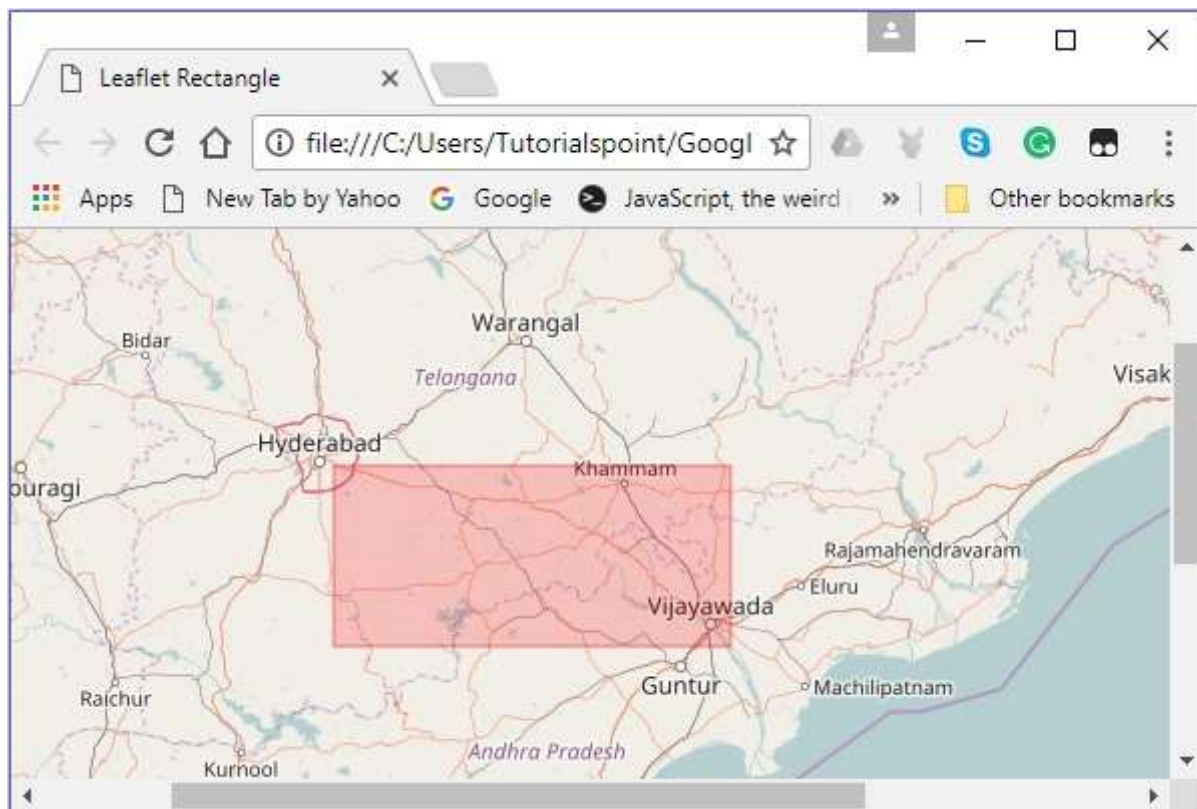 Leaflet Rectangle
file:///C:/Users/Tutorialspoint/Googl
Apps New Tab by Yahoo Google JavaScript, the weird » Other bookmarks
Warangal
Bidar
Telangana
Visak
Hyderabad
Khammam
ouragi
Rajamahendravaram
Eluru
Vijayawada
Guntur
Machilipatnam
Raichur
Andhra Pradesh
Kurnool